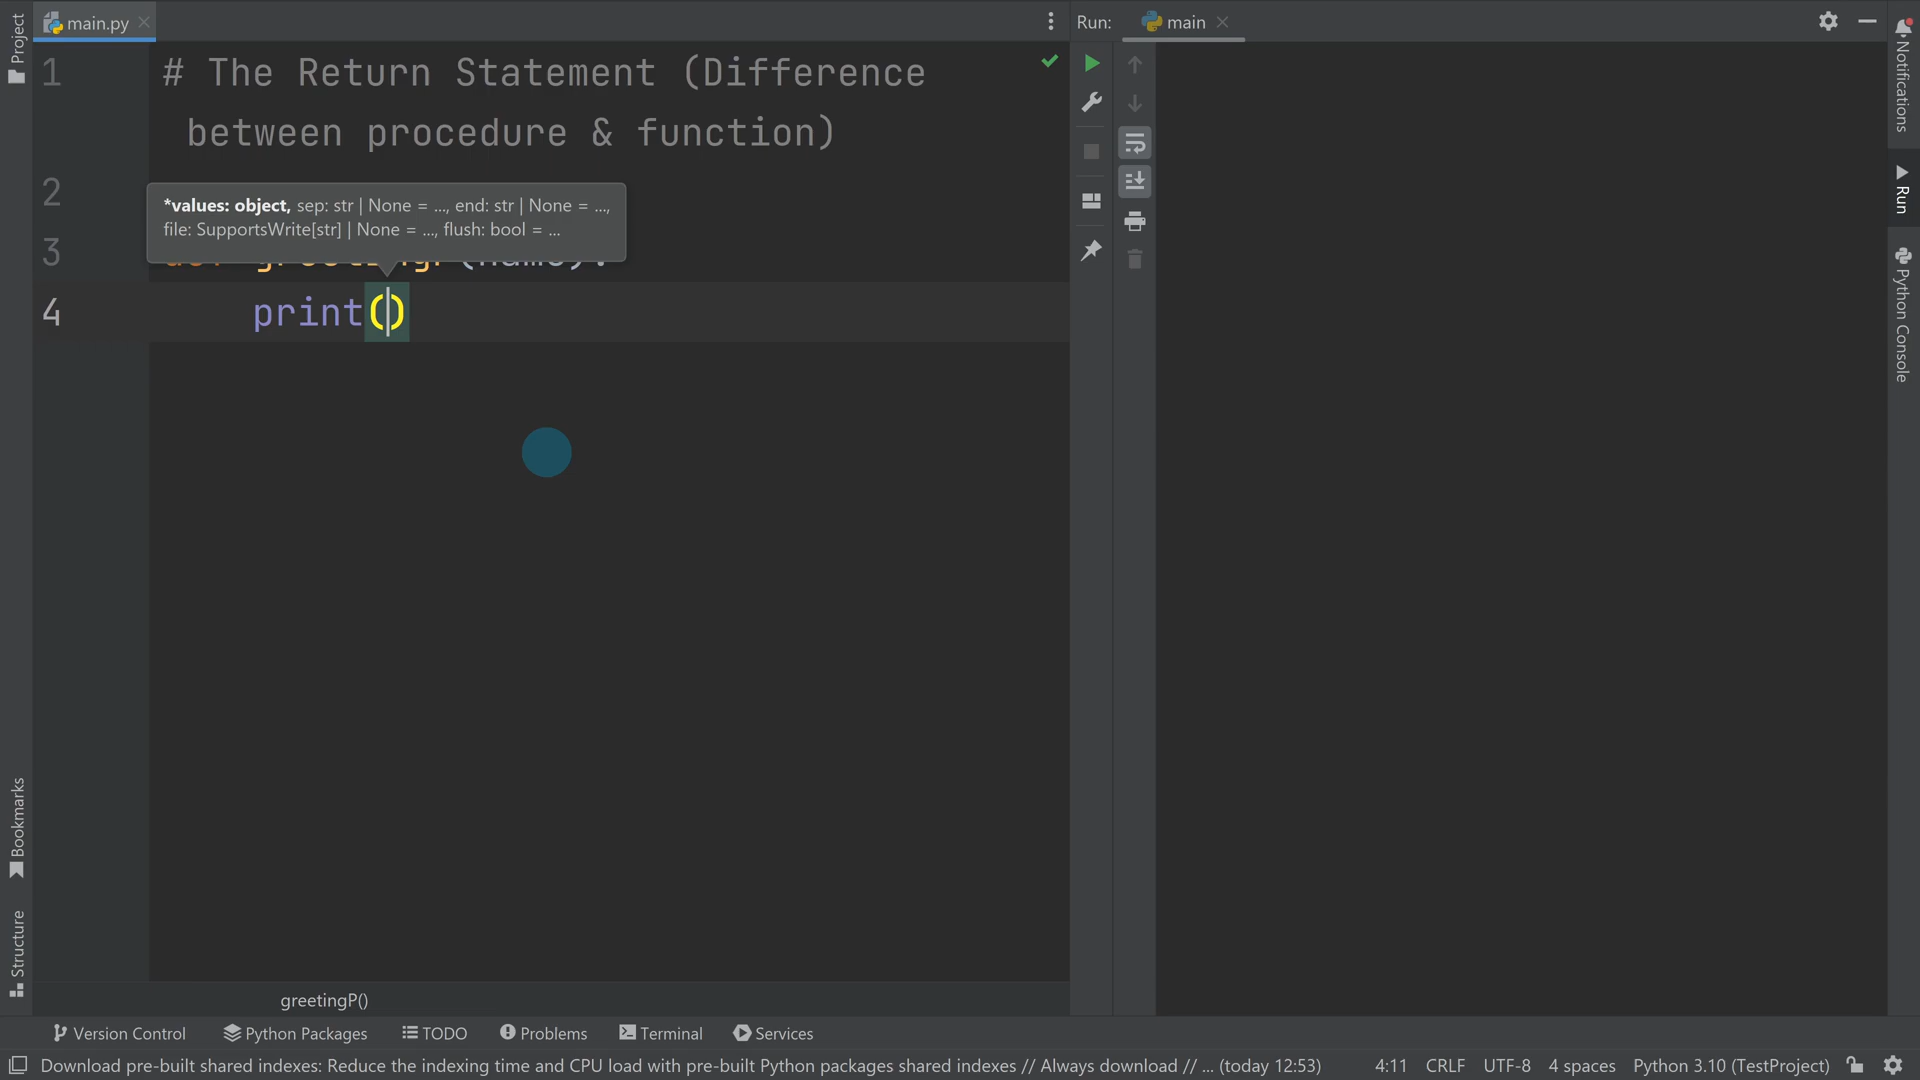 main.py
Run:
main
Project
1
# The Return Statement (Difference
between procedure & function)
2
*values: object, sep: str | None = ..., end: str | None = ...,
file: SupportsWrite[str] | None = ..., flush: bool = ...
3
4
print()
Notifications
Run
Python Console
Bookmarks
Structure
greetingP()
Version Control
Python Packages
TODO
Problems
Terminal
Services
Download pre-built shared indexes: Reduce the indexing time and CPU load with pre-built Python packages shared indexes // Always download // ... (today 12:53)
4:11
CRLF
UTF-8
4 spaces
Python 3.10 (TestProject)